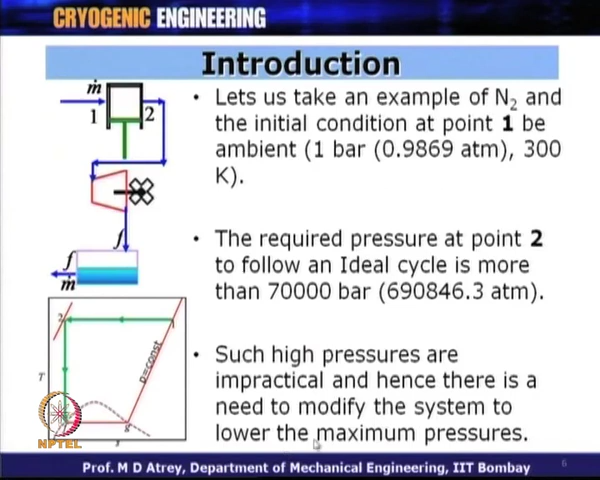 CRYOGENIC ENGINEERING
Introduction
ṁ
1
2
f
f
ṁ
• Lets us take an example of N₂ and
the initial condition at point 1 be
ambient (1 bar (0.9869 atm), 300
K).
• The required pressure at point 2
to follow an Ideal cycle is more
than 70000 bar (690846.3 atm).
• Such high pressures are
impractical and hence there is a
need to modify the system to
lower the maximum pressures.
2
1
p=const
T
f
g
s
NPTEL
Prof. M D Atrey, Department of Mechanical Engineering, IIT Bombay
6